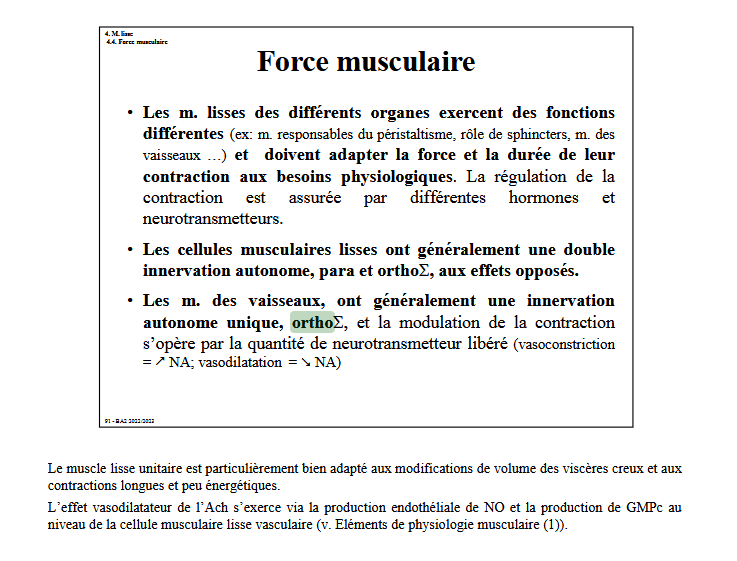 4. M. lisse
4.4. Force musculaire
Force musculaire
• Les m. lisses des différents organes exercent des fonctions
différentes (ex: m. responsables du péristaltisme, rôle de sphincters, m. des
vaisseaux …) et doivent adapter la force et la durée de leur
contraction aux besoins physiologiques. La régulation de la
contraction est assurée par différentes hormones et
neurotransmetteurs.
• Les cellules musculaires lisses ont généralement une double
innervation autonome, para et orthoΣ, aux effets opposés.
• Les m. des vaisseaux, ont généralement une innervation
autonome unique, orthoΣ, et la modulation de la contraction
s’opère par la quantité de neurotransmetteur libéré (vasoconstriction
= ↗ NA; vasodilatation = ↘ NA)
91 - BA2 2022/2023
Le muscle lisse unitaire est particulièrement bien adapté aux modifications de volume des viscères creux et aux
contractions longues et peu énergétiques.
L’effet vasodilatateur de l’Ach s’exerce via la production endothéliale de NO et la production de GMPc au
niveau de la cellule musculaire lisse vasculaire (v. Eléments de physiologie musculaire (1)).